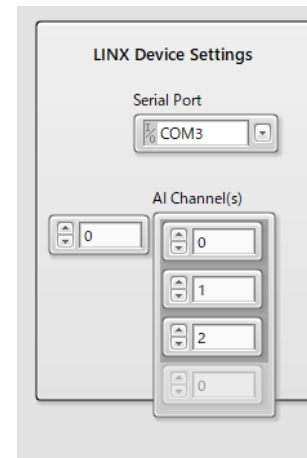 LINX Device Settings
Serial Port
I/O COM3
AI Channel(s)
0
0
1
2
0